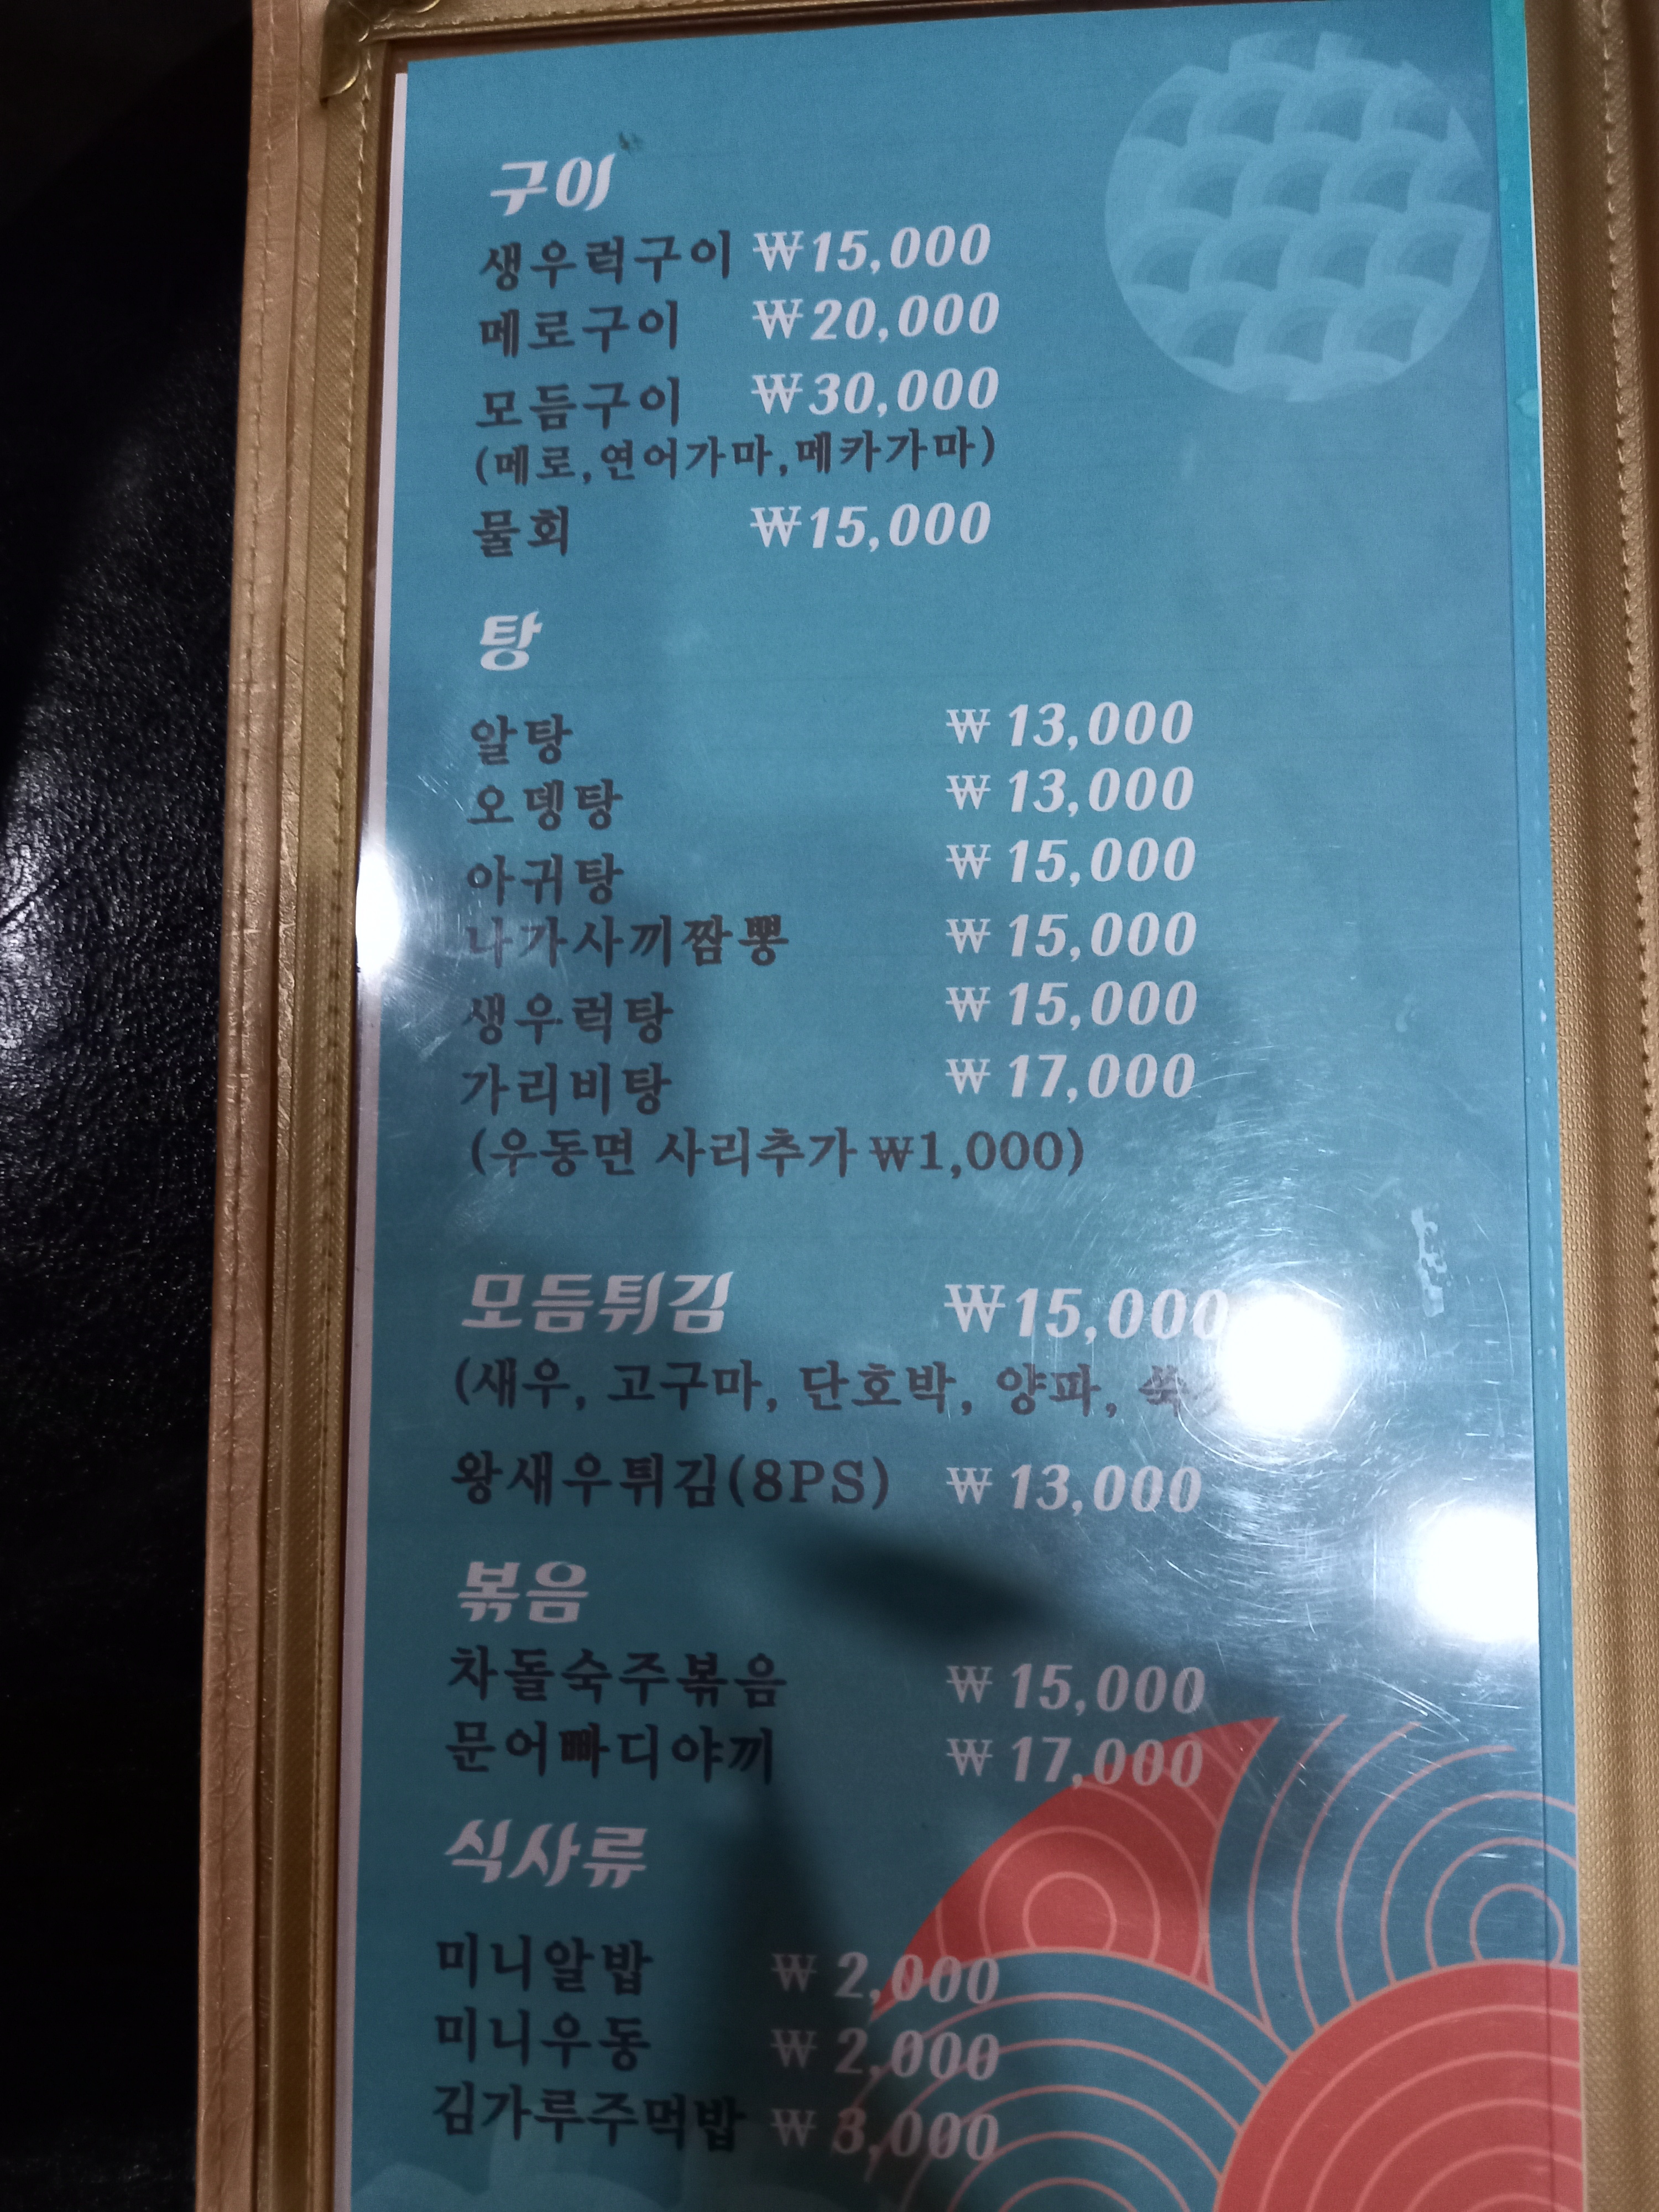 구이
생우럭구이 ₩15,000
메로구이 ₩20,000
모듬구이 ₩30,000
(메로,연어가마,메카가마)
물회 ₩15,000
탕
알탕 ₩13,000
오뎅탕 ₩13,000
아귀탕 ₩15,000
나가사끼짬뽕 ₩15,000
생우럭탕 ₩15,000
가리비탕 ₩17,000
(우동면 사리추가 ₩1,000)
모듬튀김 ₩15,000
(새우, 고구마, 단호박, 양파,
왕새우튀김(8PS) ₩13,000
볶음
차돌숙주볶음 ₩15,000
문어빠디야끼 ₩17,000
식사류
미니알밥 ₩2,000
미니우동 ₩2,000
김가루주먹밥 ₩3,000